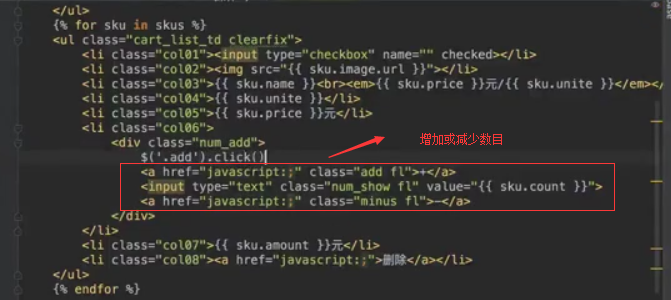 </ul>
{% for sku in skus %}
<ul class="cart_list_td clearfix">
<li class="col01"><input type="checkbox" name="" checked></li>
<li class="col02"><img src="{{ sku.image.url }}"></li>
<li class="col03">{{ sku.name }}<br><em>{{ sku.price }}元/{{ sku.unite }}</em></
<li class="col04">{{ sku.unite }}</li>
<li class="col05">{{ sku.price }}元</li>
<li class="col06">
<div class="num_add">
$('.add').click()
增加或减少数目
<a href="javascript:;" class="add fl">+</a>
<input type="text" class="num_show fl" value="{{ sku.count }}">
<a href="javascript:;" class="minus fl">-</a>
</div>
</li>
<li class="col07">{{ sku.amount }}元</li>
<li class="col08"><a href="javascript:;">删除</a></li>
</ul>
{% endfor %}